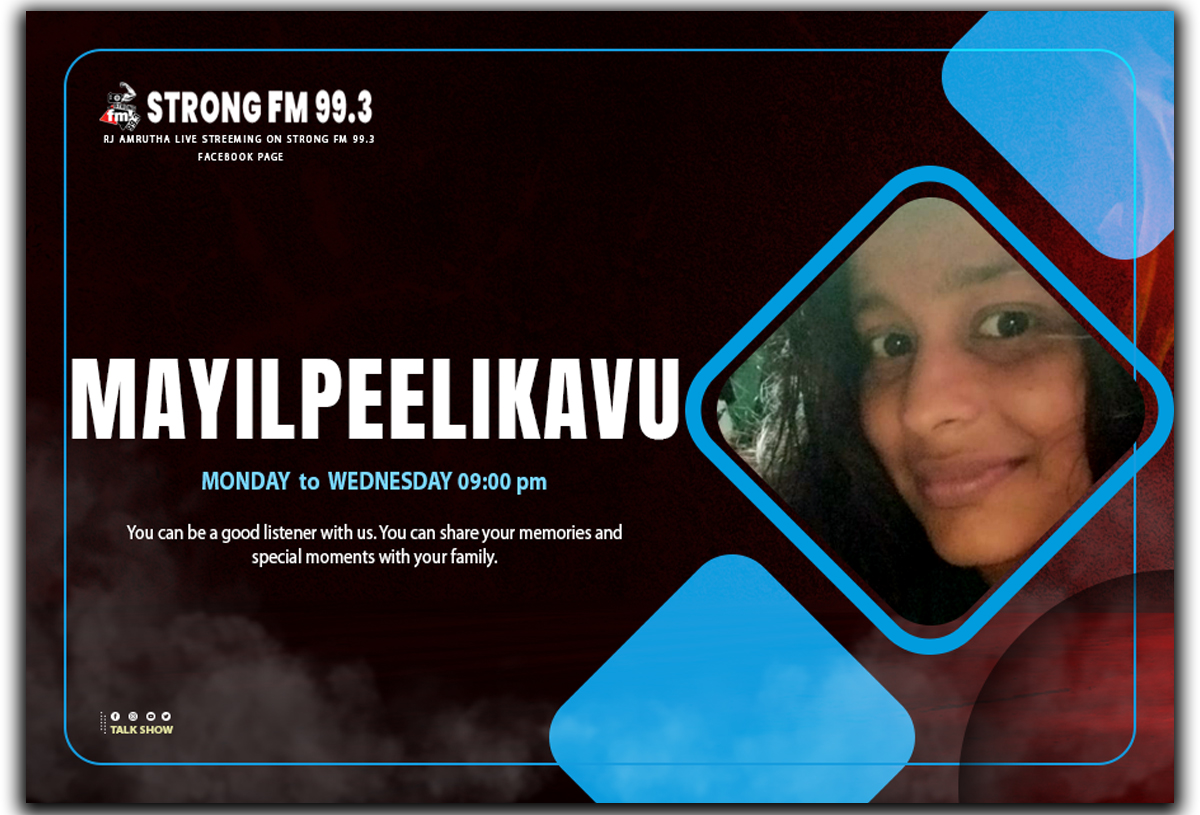 fm
STRONG FM 99.3
RJ AMRUTHA LIVE STREEMING ON STRONG FM 99.3
FACEBOOK PAGE
MAYILPEELIKAVU
MONDAY to WEDNESDAY 09:00 pm
You can be a good listener with us. You can share your memories and
special moments with your family.
TALK SHOW